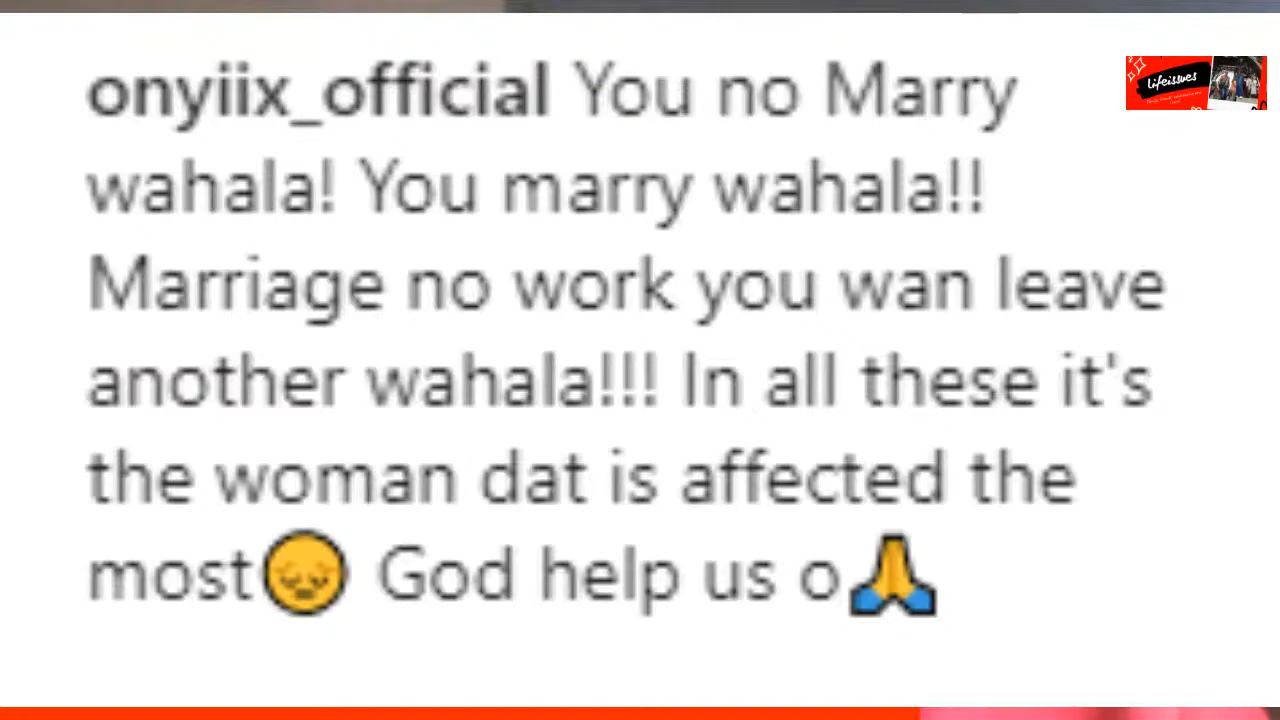 onyiix_official You no Marry
wahala! You marry wahala!!
Marriage no work you wan leave
another wahala!!! In all these it's
the woman dat is affected the
most😔 God help us o🙏
lifeissues